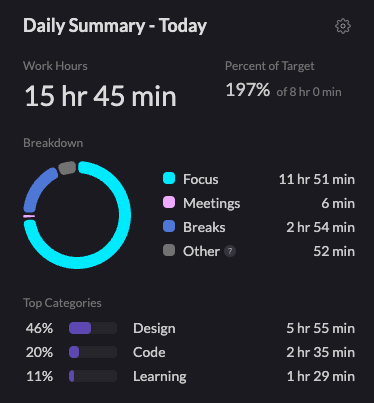 Daily Summary - Today
Work Hours
Percent of Target
15 hr 45 min
197% of 8 hr 0 min
Breakdown
Focus 11 hr 51 min
Meetings 6 min
Breaks 2 hr 54 min
Other ? 52 min
Top Categories
46% Design 5 hr 55 min
20% Code 2 hr 35 min
11% Learning 1 hr 29 min